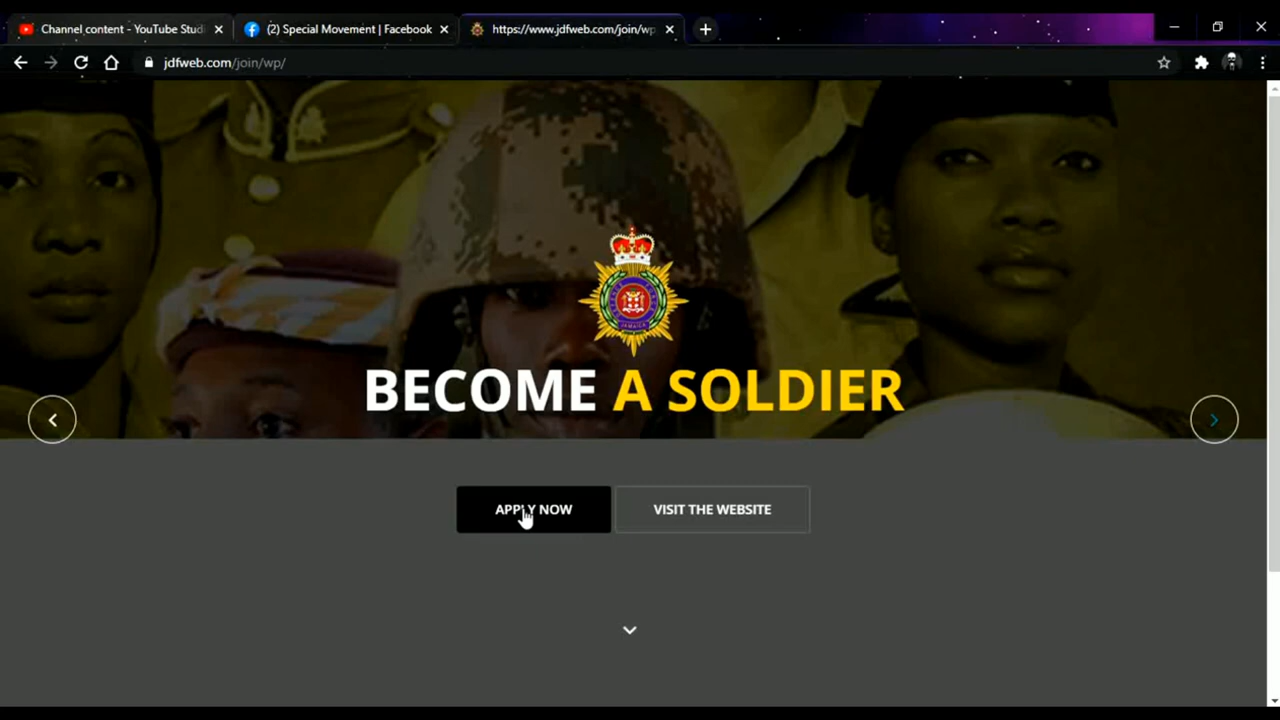 Channel content - YouTube Stud
(2) Special Movement | Facebook
https://www.jdfweb.com/join/wp
jdfweb.com/join/wp/
JAMAICA
BECOME A SOLDIER
APPLY NOW
VISIT THE WEBSITE